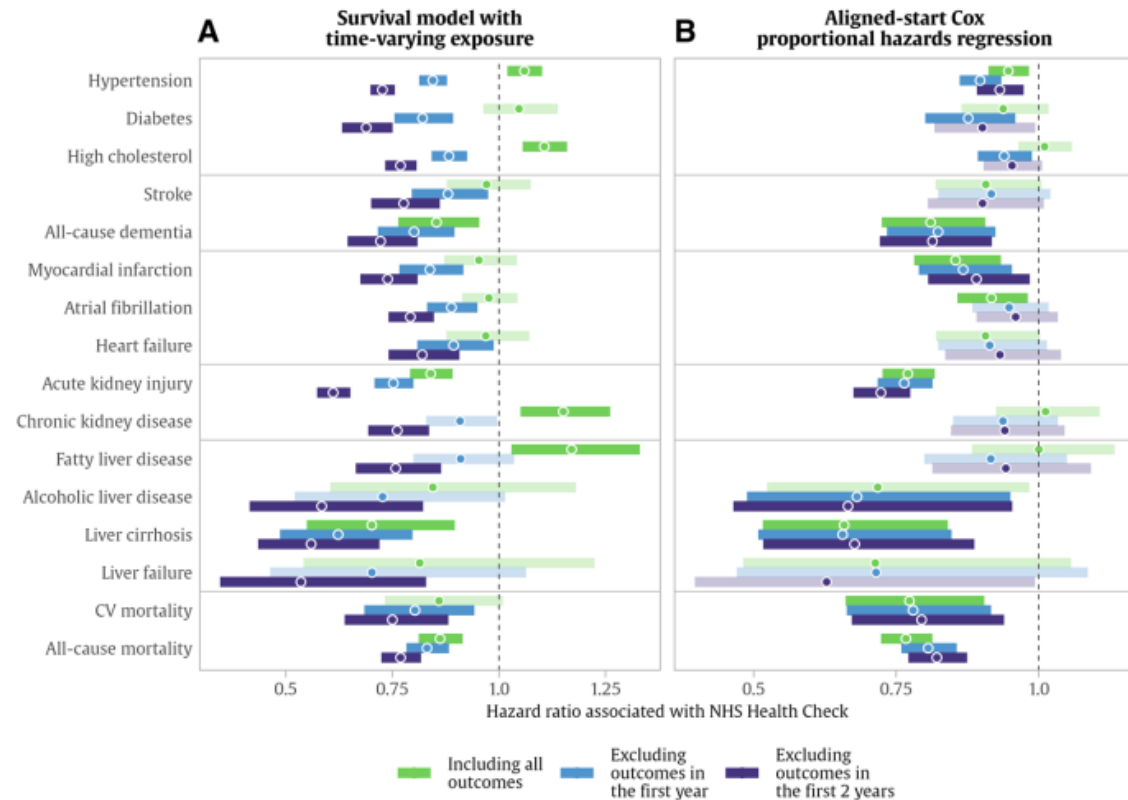 A
Survival model with
time-varying exposure
B
Aligned-start Cox
proportional hazards regression
Hypertension
Diabetes
High cholesterol
Stroke
All-cause dementia
Myocardial infarction
Atrial fibrillation
Heart failure
Acute kidney injury
Chronic kidney disease
Fatty liver disease
Alcoholic liver disease
Liver cirrhosis
Liver failure
CV mortality
All-cause mortality
0.5 0.75 1.0 1.25
0.5 0.75 1.0
Hazard ratio associated with NHS Health Check
Including all
outcomes
Excluding
outcomes in
the first year
Excluding
outcomes in
the first 2 years